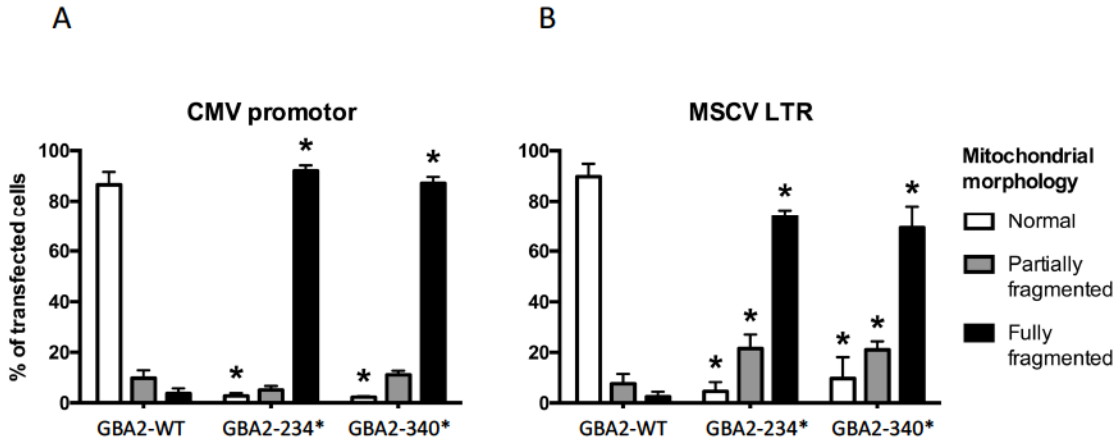 A
B
CMV promotor
MSCV LTR
% of transfected cells
100
80
60
40
20
0
* * * *
GBA2-WT GBA2-234* GBA2-340*
100
80
60
40
20
0
* * * * * *
GBA2-WT GBA2-234* GBA2-340*
Mitochondrial
morphology
Normal
Partially
fragmented
Fully
fragmented